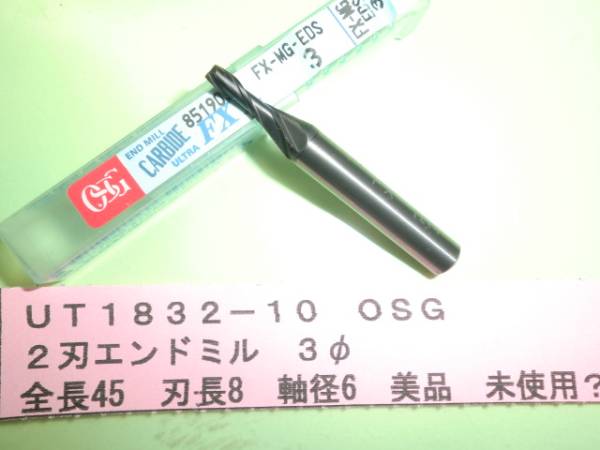 OSG
END MILL
CARBIDE
ULTRA FX
8519
FX-MG-EDS
3
UT1832-10 OSG
2刃エンドミル 3φ
全長45 刃長8 軸径6 美品 未使用?